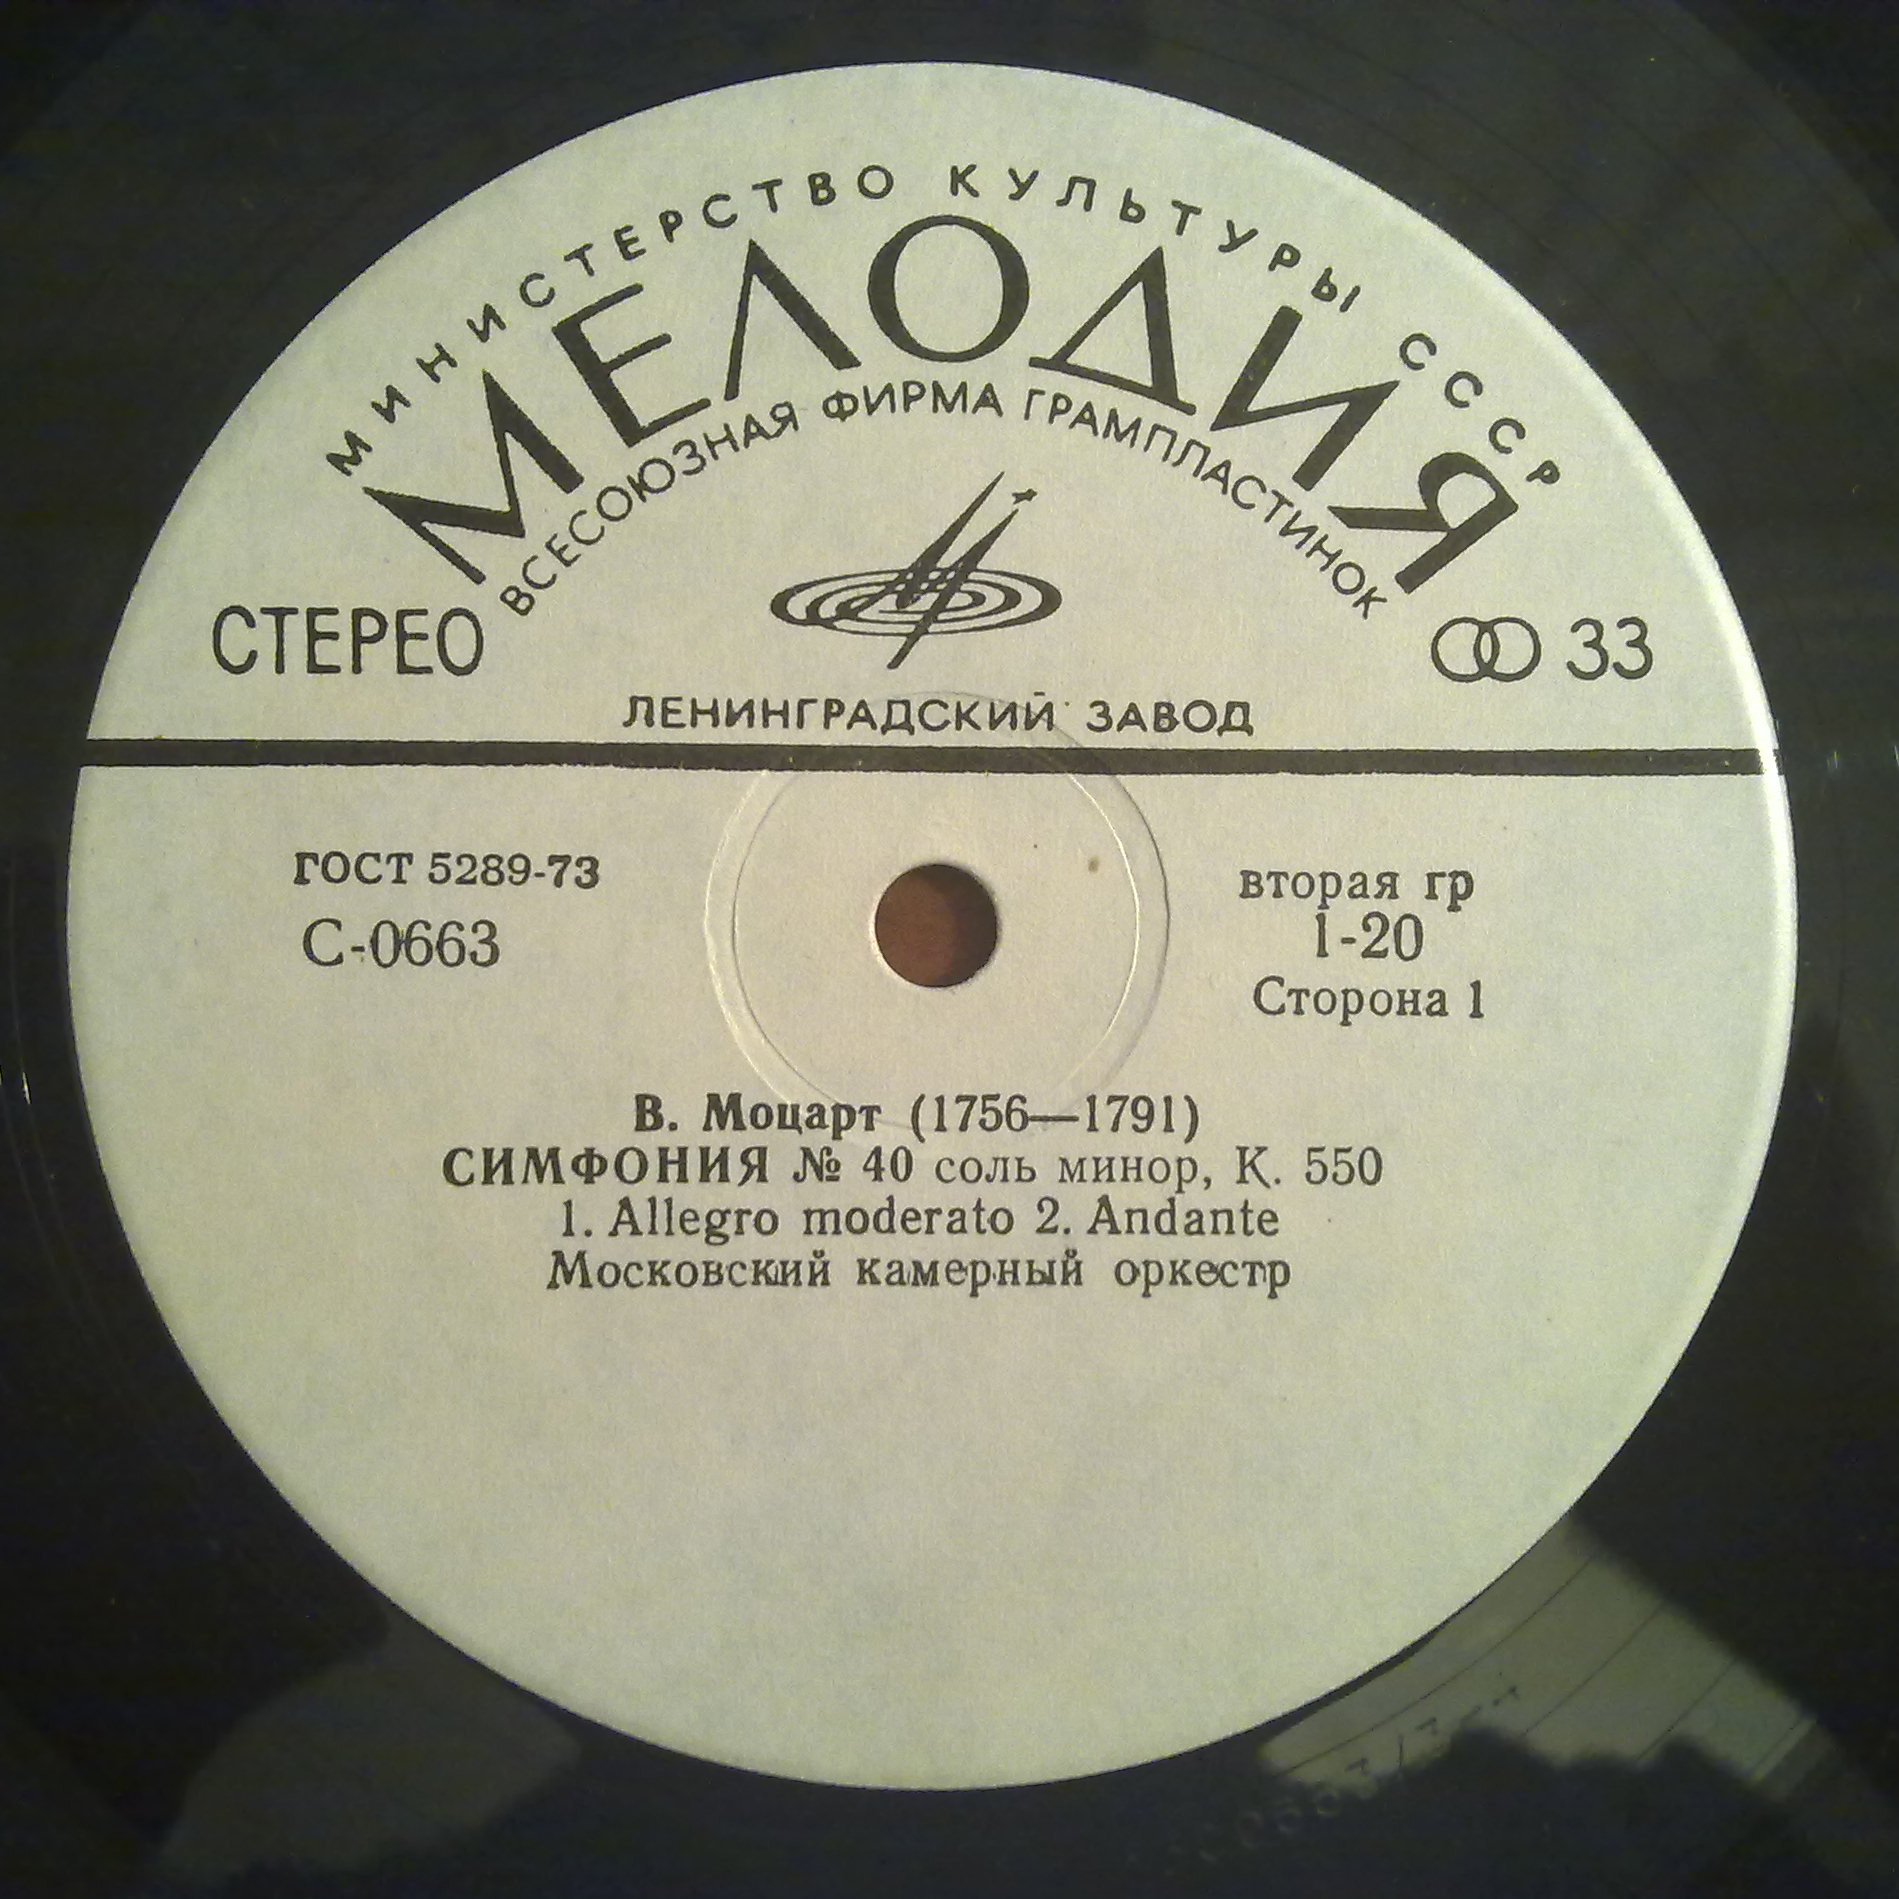 МИНИСТЕРСТВО КУЛЬТУРЫ СССР
МЕЛОДИЯ
ВСЕСОЮЗНАЯ ФИРМА ГРАМПЛАСТИНОК
СТЕРЕО
33
ЛЕНИНГРАДСКИЙ ЗАВОД
ГОСТ 5289-73
С-0663
вторая гр
1-20
Сторона 1
В. Моцарт (1756—1791)
СИМФОНИЯ № 40 соль минор, К. 550
1. Allegro moderato 2. Andante
Московский камерный оркестр